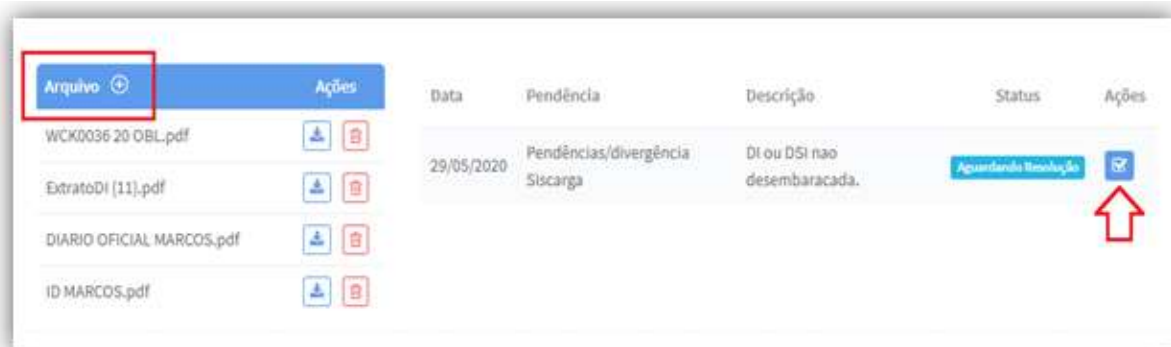 Arquivo Ações
WCK0036 20 OBL.pdf
ExtratoDI (11).pdf
DIARIO OFICIAL MARCOS.pdf
ID MARCOS.pdf
Data Pendência Descrição Status Ações
29/05/2020 Pendências/divergência DI ou DSI nao Aguardando Resolução
Siscarga desembaracada.